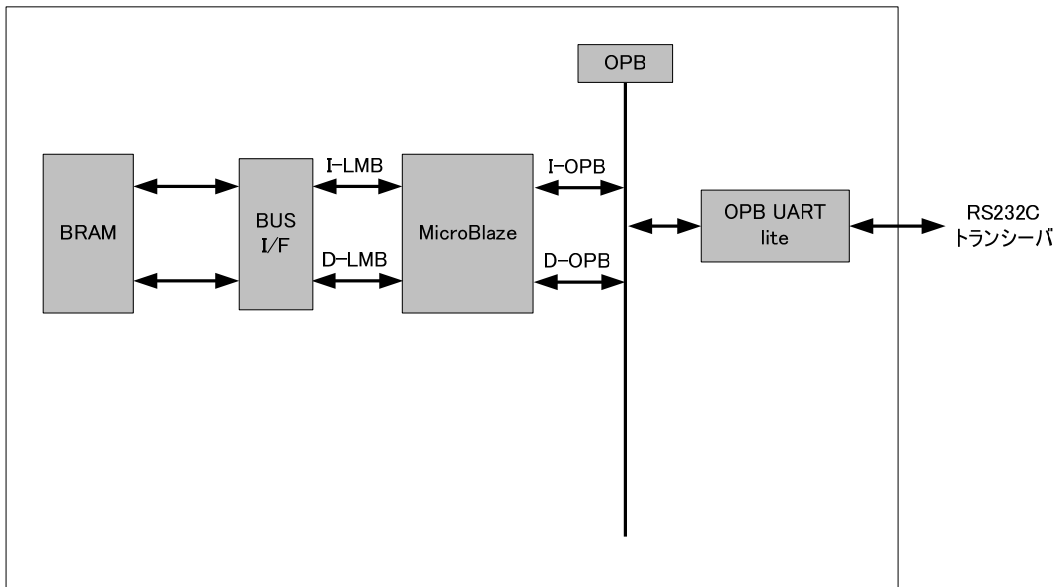 OPB
I-LMB
I-OPB
BRAM
BUS
I/F
MicroBlaze
OPB UART
lite
RS232C
トランシーバ
D-LMB
D-OPB